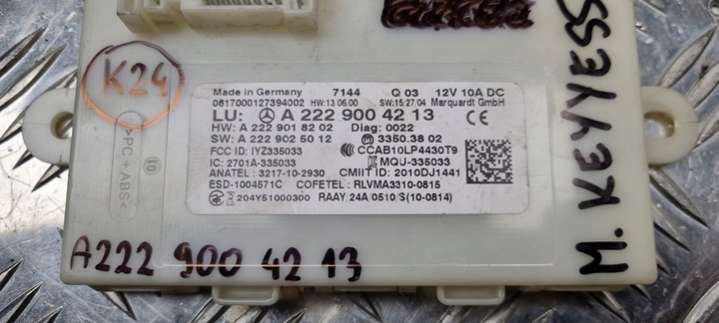 K24
>PC+ABS<
10
Made in Germany 7144 Q 03 12V 10A DC
0617000127394002 HW:13.06.00 SW:15.27.04 Marquardt GmbH
LU: A 222 900 42 13 CE
HW: A 222 901 82 02 Diag: 0022
SW: A 222 902 50 12 3350 38 02
FCC ID: IYZ335033 CCAB10LP4430T9
IC: 2701A-335033 MQU-335033
ANATEL: 3217-10-2930 CMIIT ID: 2010DJ1441
ESD-1004571C COFETEL: RLVMA3310-0815
204Y51000300 RAAY 24A 0510/S(10-0814)
A222 900 42 13
M. KEYLESS